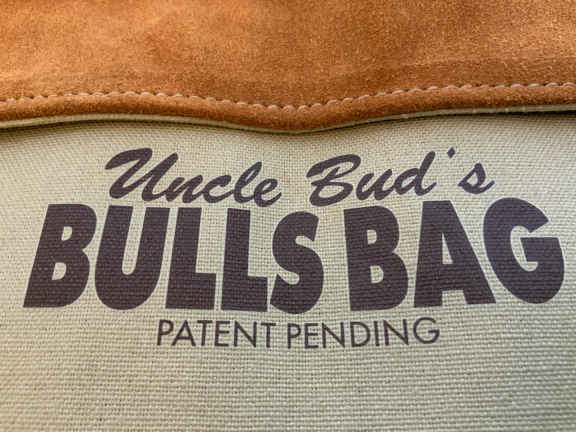 Uncle Bud's
BULLS BAG
PATENT PENDING